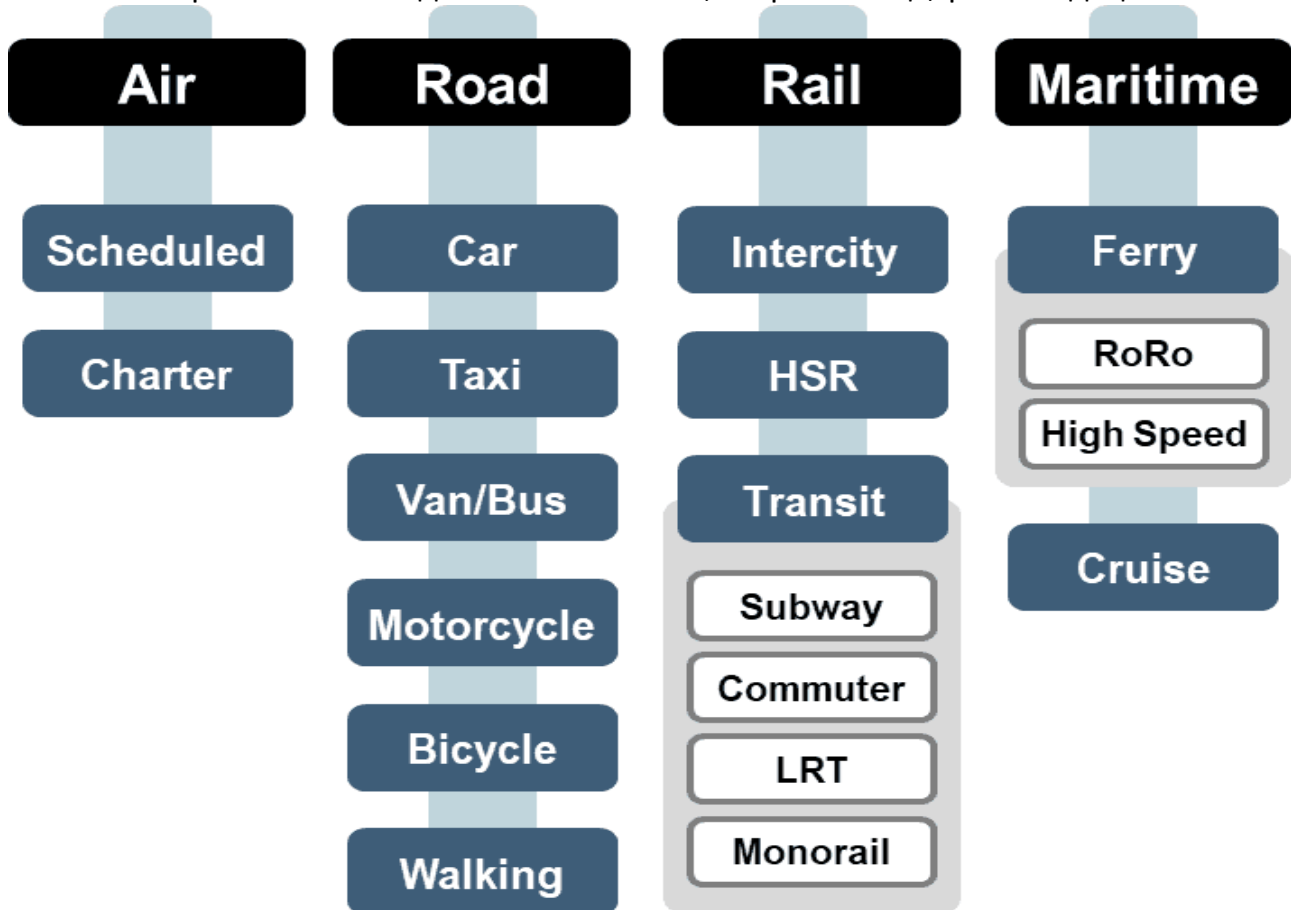 Air
Scheduled
Charter
Road
Car
Taxi
Van/Bus
Motorcycle
Bicycle
Walking
Rail
Intercity
HSR
Transit
Subway
Commuter
LRT
Monorail
Maritime
Ferry
RoRo
High Speed
Cruise